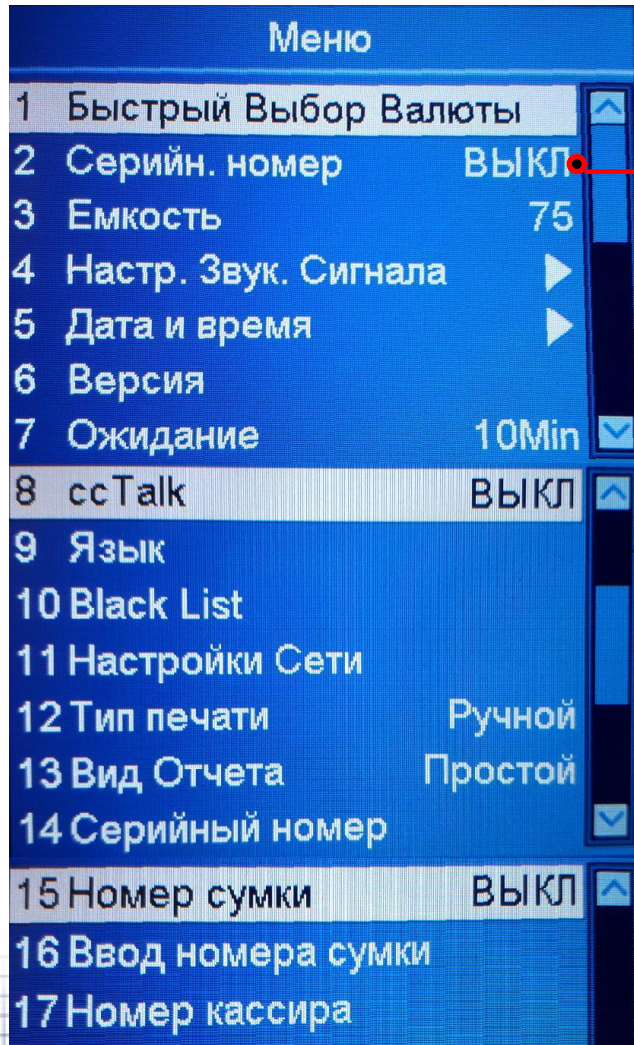 Меню
1 Быстрый Выбор Валюты
2 Серийн. номер ВЫКЛ
3 Емкость 75
4 Настр. Звук. Сигнала
5 Дата и время
6 Версия
7 Ожидание 10Min
8 ccTalk ВЫКЛ
9 Язык
10 Black List
11 Настройки Сети
12 Тип печати Ручной
13 Вид Отчета Простой
14 Серийный номер
15 Номер сумки ВЫКЛ
16 Ввод номера сумки
17 Номер кассира